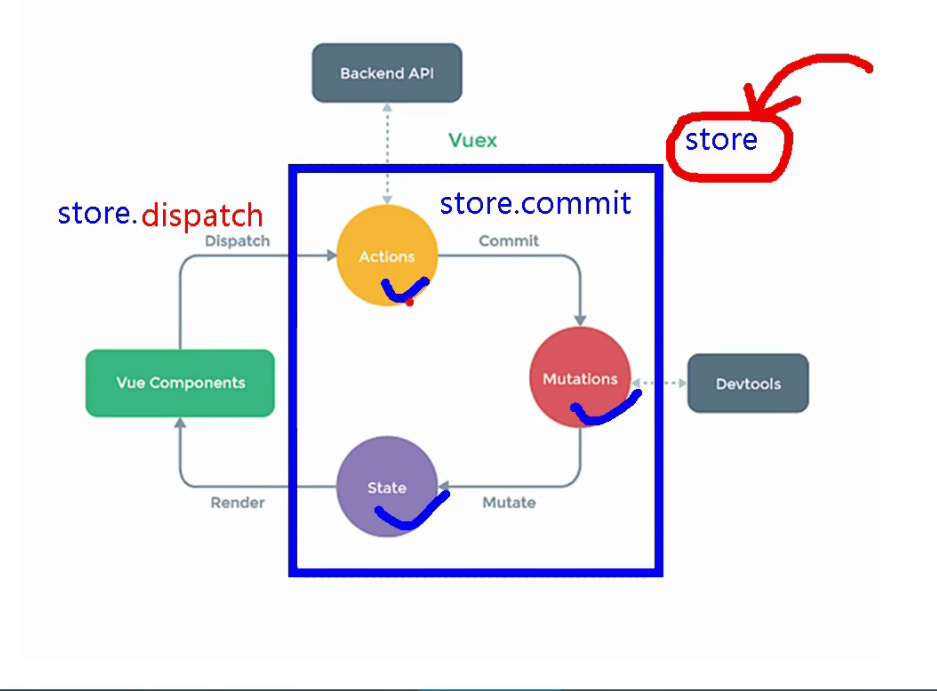 Backend API
Vuex
store
store.dispatch
store.commit
Dispatch
Commit
Actions
Vue Components
Mutations
Devtools
State
Render
Mutate